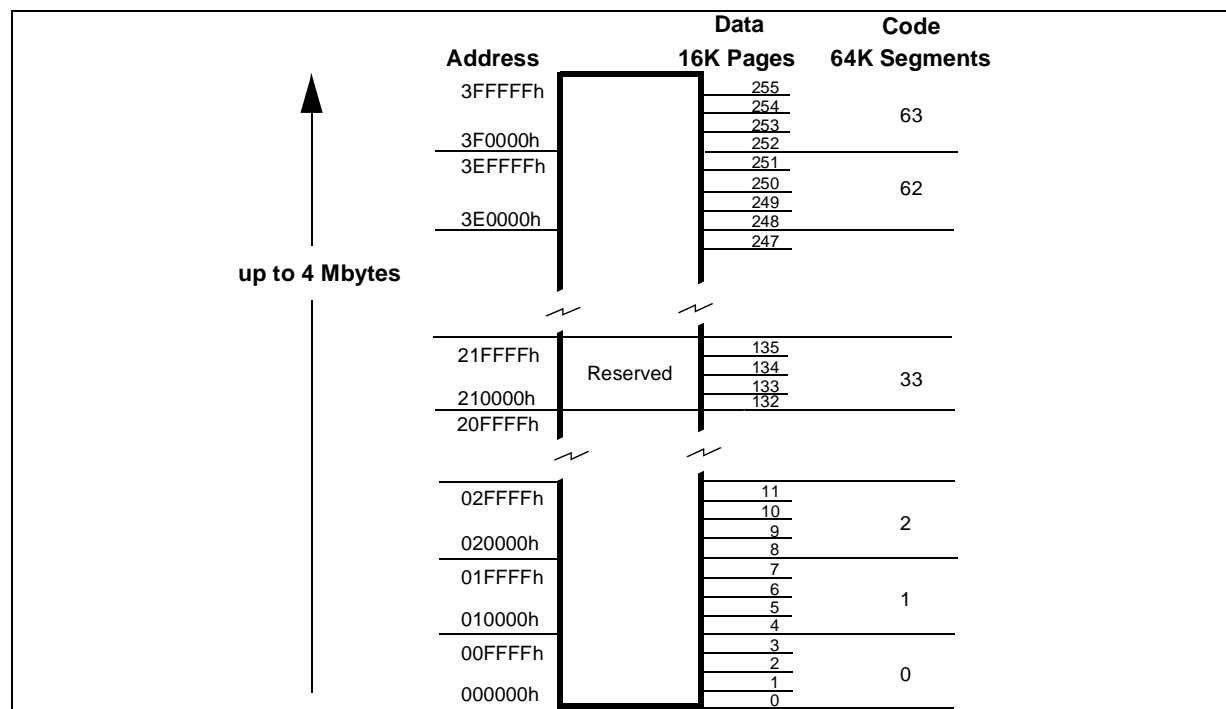 Data Code
Address 16K Pages 64K Segments
3FFFFFh 255
254
63
253
3F0000h 252
3EFFFFh 251
250 62
249
3E0000h 248
247
up to 4 Mbytes
135
21FFFFh
134
Reserved 33
133
210000h 132
20FFFFh
11
02FFFFh
10
2
9
020000h 8
7
01FFFFh
6
1
5
010000h 4
3
00FFFFh
2
0
1
000000h 0